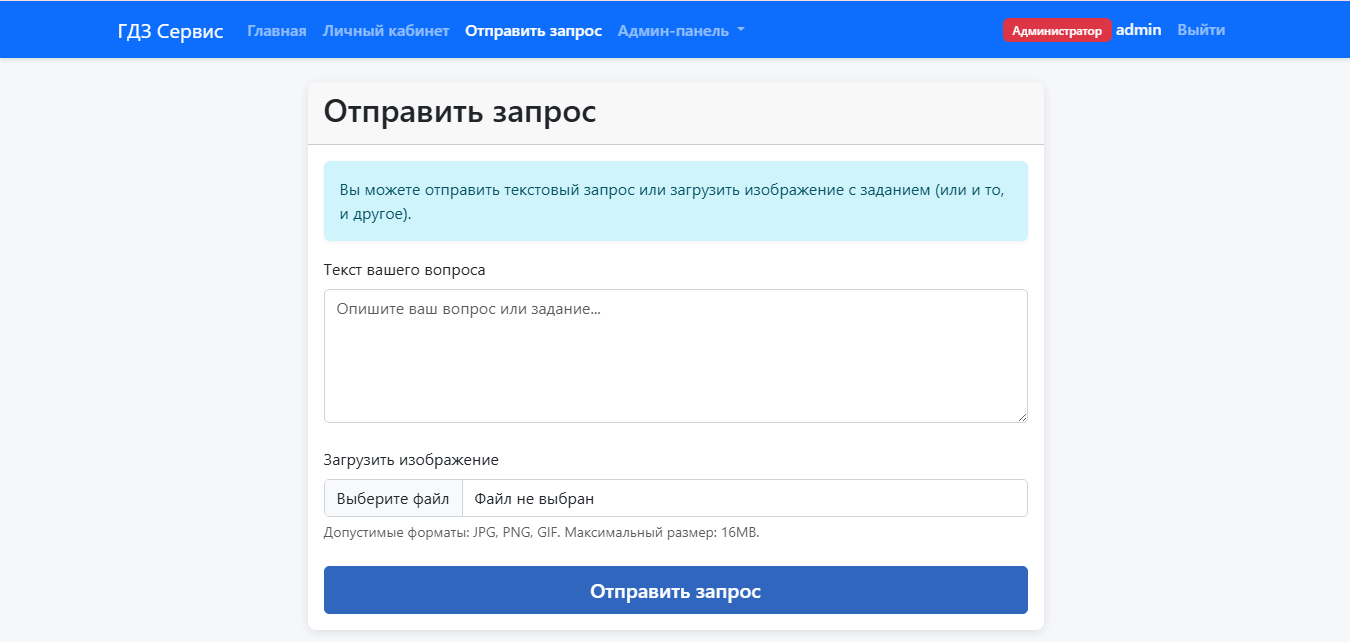 ГДЗ Сервис Главная Личный кабинет Отправить запрос Админ-панель Администратор admin Выйти
Отправить запрос
Вы можете отправить текстовый запрос или загрузить изображение с заданием (или и то,
и другое).
Текст вашего вопроса
Опишите ваш вопрос или задание...
Загрузить изображение
Выберите файл Файл не выбран
Допустимые форматы: JPG, PNG, GIF. Максимальный размер: 16MB.
Отправить запрос